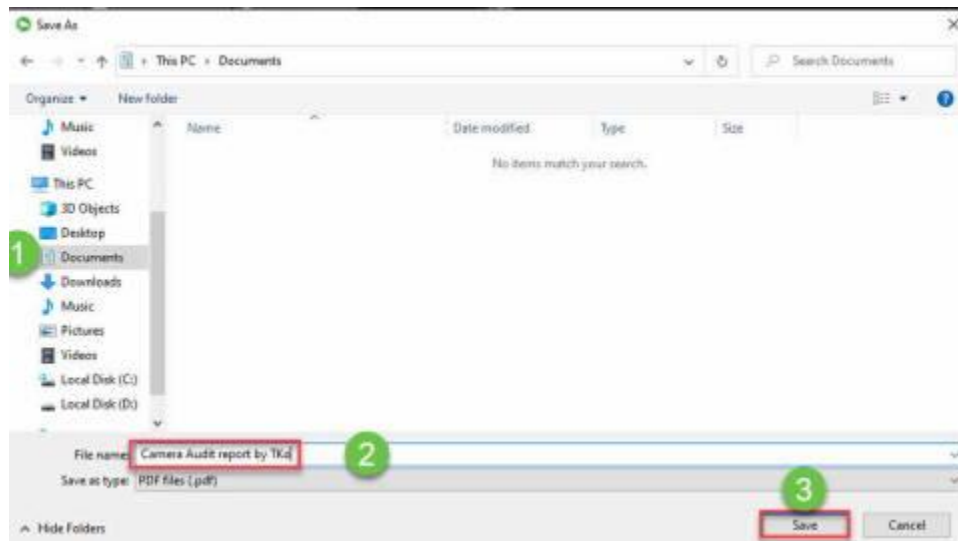 Save As
This PC › Documents
Search Documents
Organize
New folder
Music
Videos
This PC
3D Objects
Desktop
1
Documents
Downloads
Music
Pictures
Videos
Local Disk (C:)
Local Disk (D:)
Name
Date modified
Type
Size
No items match your search.
File name: Camera Audit report by TKa
2
Save as type: PDF files (.pdf)
3
Hide Folders
Save
Cancel